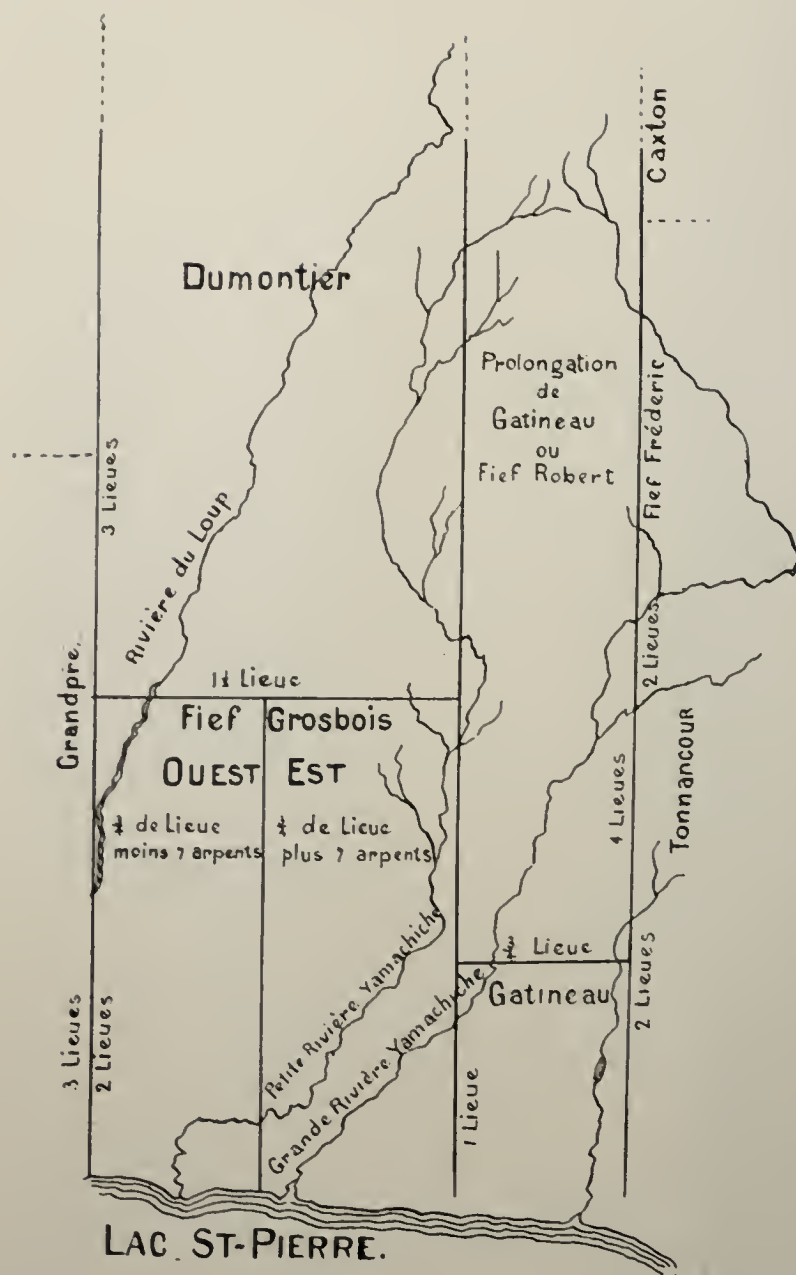 Caxton
Dumontier
Prolongation
de
Gatineau
ou
Fief Robert
Fief Fréderic
3 Lieues
Rivière du Loup
2 Lieues
Grandpré.
1½ Lieue
Fief Grosbois
OUEST EST
¾ de Lieue
moins 7 arpents
¾ de Lieue
plus 7 arpents
4 Lieues
Tonnancour
Petite Rivière Yamachiche
Grande Rivière Yamachiche
¾ Lieue
Gatineau
2 Lieues
3 Lieues
2 Lieues
1 Lieue
LAC ST-PIERRE.